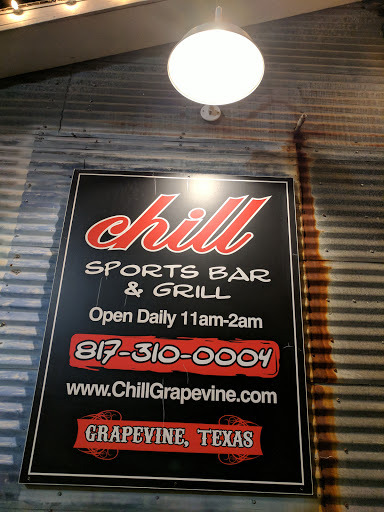 chill
SPORTS BAR
& GRILL
Open Daily 11am-2am
817-310-0004
www.ChillGrapevine.com
GRAPEVINE, TEXAS